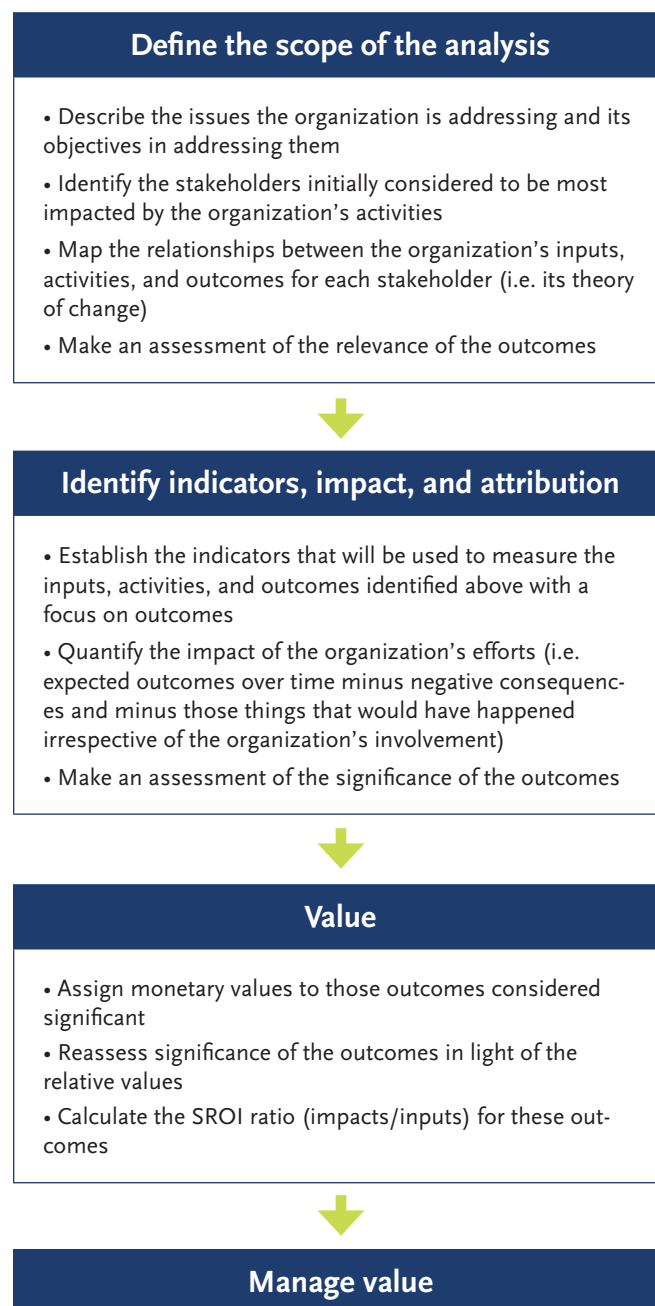 Define the scope of the analysis
• Describe the issues the organization is addressing and its
objectives in addressing them
• Identify the stakeholders initially considered to be most
impacted by the organization’s activities
• Map the relationships between the organization’s inputs,
activities, and outcomes for each stakeholder (i.e. its theory
of change)
• Make an assessment of the relevance of the outcomes
Identify indicators, impact, and attribution
• Establish the indicators that will be used to measure the
inputs, activities, and outcomes identified above with a
focus on outcomes
• Quantify the impact of the organization’s efforts (i.e.
expected outcomes over time minus negative consequenc-
es and minus those things that would have happened
irrespective of the organization’s involvement)
• Make an assessment of the significance of the outcomes
Value
• Assign monetary values to those outcomes considered
significant
• Reassess significance of the outcomes in light of the
relative values
• Calculate the SROI ratio (impacts/inputs) for these out-
comes
Manage value